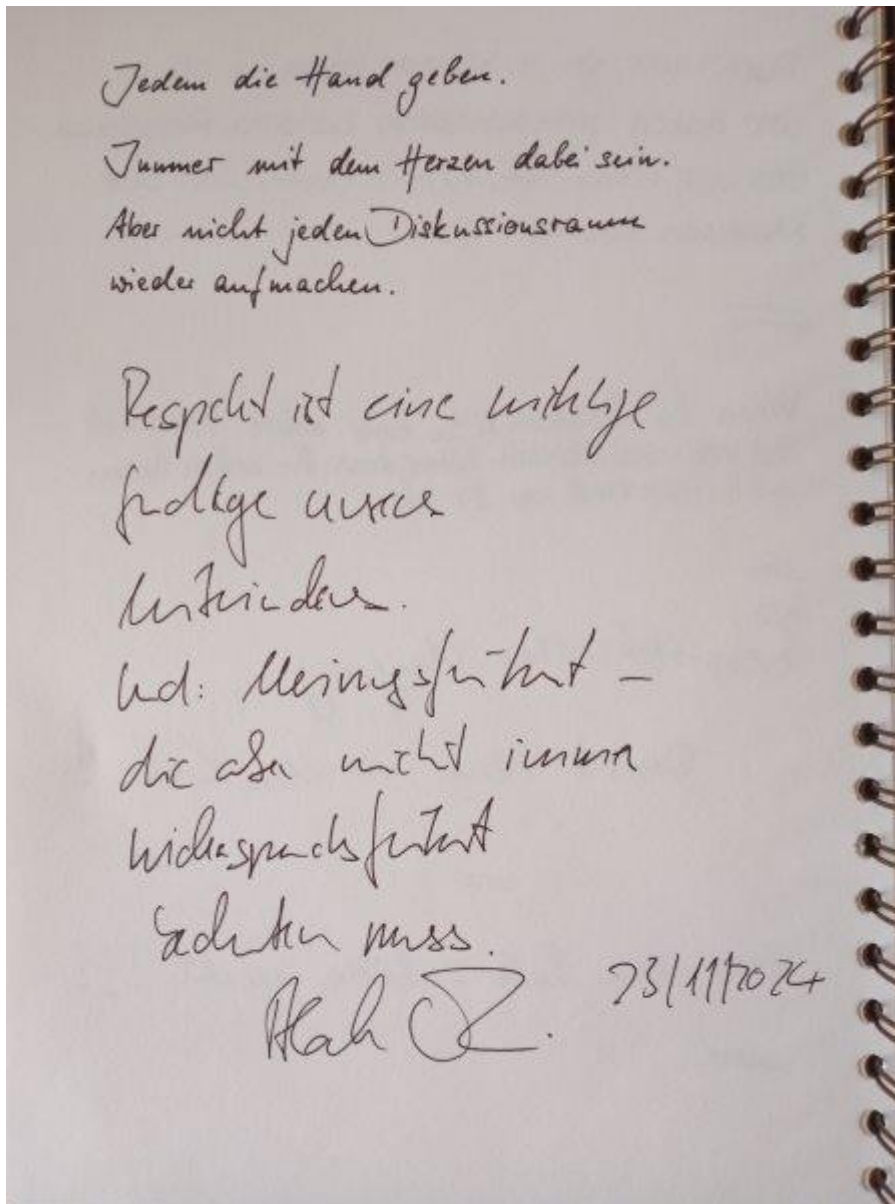 Jedem die Hand geben.
Immer mit dem Herzen dabei sein.
Aber nicht jeden Diskussionsraum
wieder aufmachen.
Respekt ist eine wichtige
Grundlage unseres
Miteinanders.
Und: Meinungsfreiheit –
die aber nicht immer
Widerspruchsfreiheit
bedeuten muss.
23/11/2024